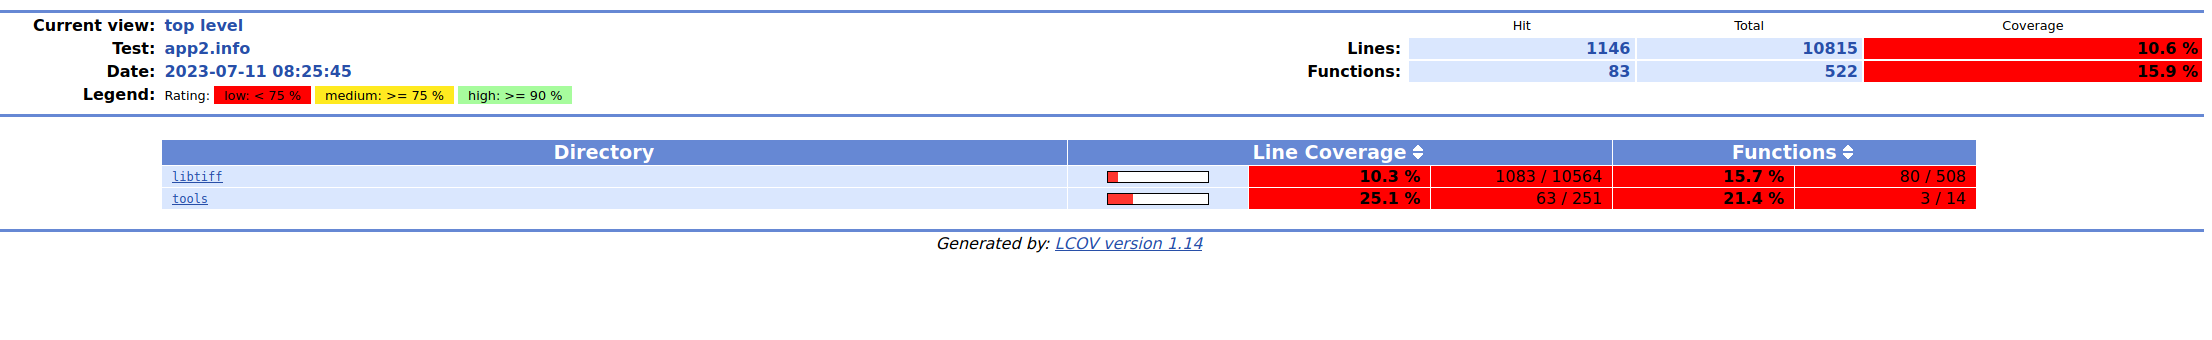 Current view: top level Hit Total Coverage
Test: app2.info Lines: 1146 10815 10.6 %
Date: 2023-07-11 08:25:45 Functions: 83 522 15.9 %
Legend: Rating: low: < 75 % medium: >= 75 % high: >= 90 %
Directory Line Coverage Functions
libtiff 10.3 % 1083 / 10564 15.7 % 80 / 508
tools 25.1 % 63 / 251 21.4 % 3 / 14
Generated by: LCOV version 1.14